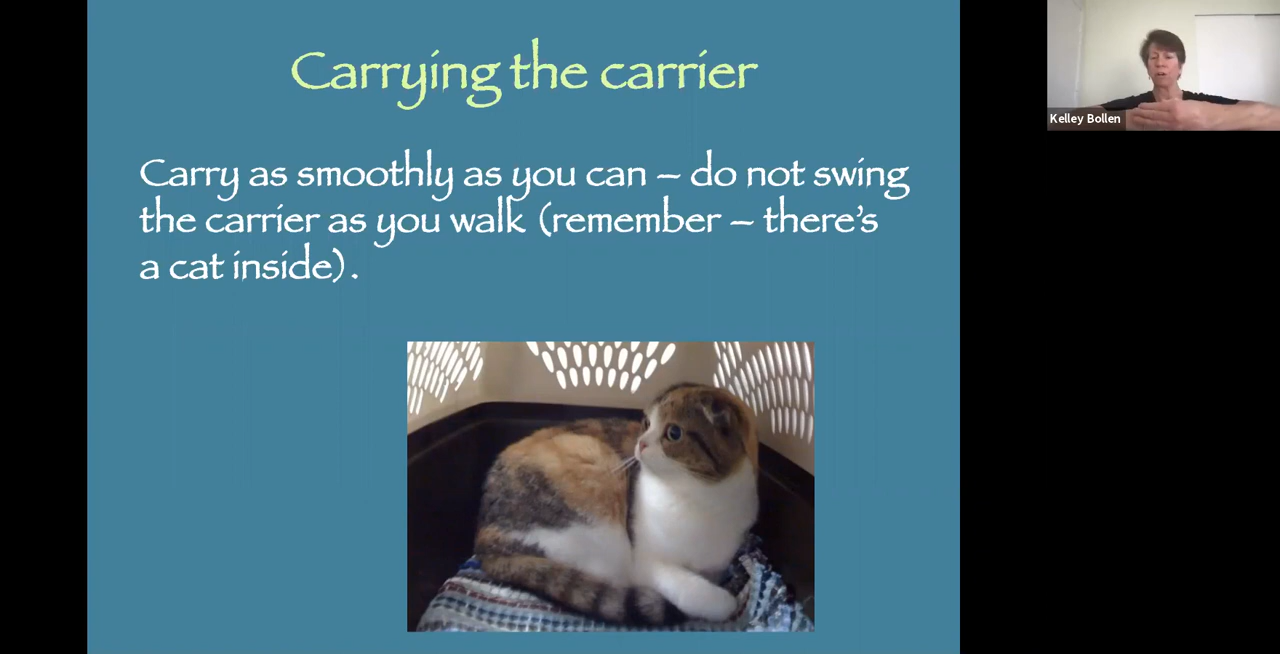 Carrying the carrier
Kelley Bollen
Carry as smoothly as you can – do not swing
the carrier as you walk (remember – there's
a cat inside).